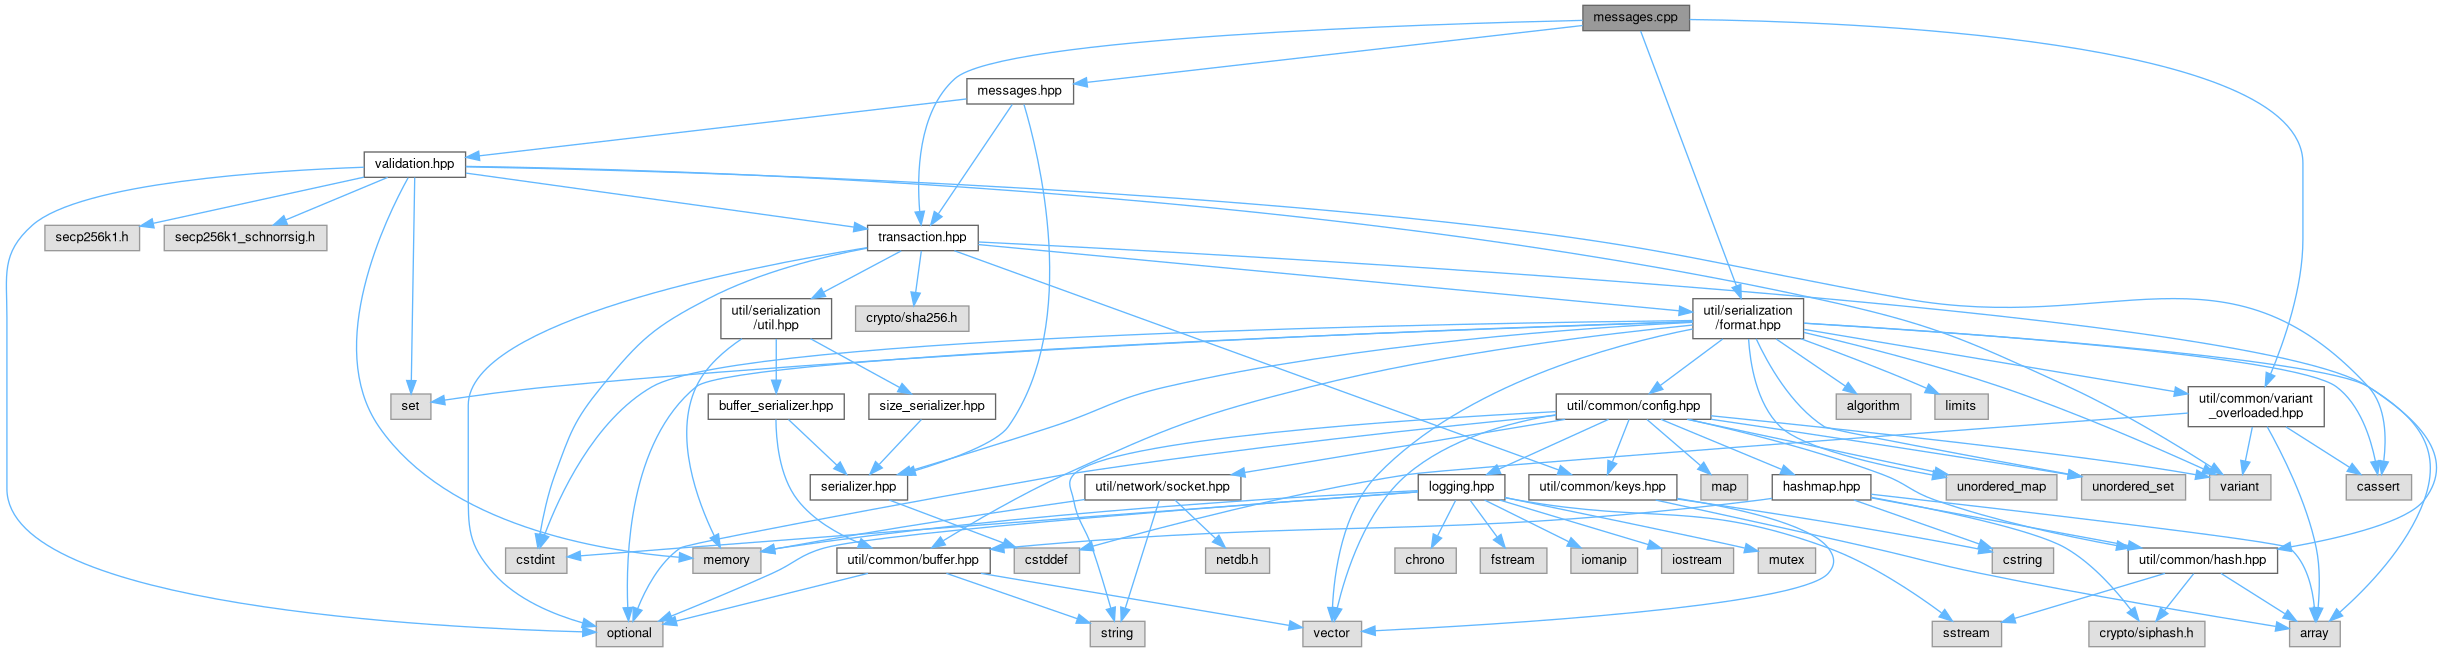 messages.cpp
messages.hpp
validation.hpp
secp256k1.h
secp256k1_schnorrsig.h
transaction.hpp
util/serialization
/util.hpp
crypto/sha256.h
util/serialization
/format.hpp
set
buffer_serializer.hpp
size_serializer.hpp
util/common/config.hpp
algorithm
limits
util/common/variant
_overloaded.hpp
serializer.hpp
util/network/socket.hpp
logging.hpp
util/common/keys.hpp
map
hashmap.hpp
unordered_map
unordered_set
variant
cassert
cstdint
memory
util/common/buffer.hpp
cstddef
netdb.h
chrono
fstream
iomanip
iostream
mutex
cstring
util/common/hash.hpp
optional
string
vector
sstream
crypto/siphash.h
array